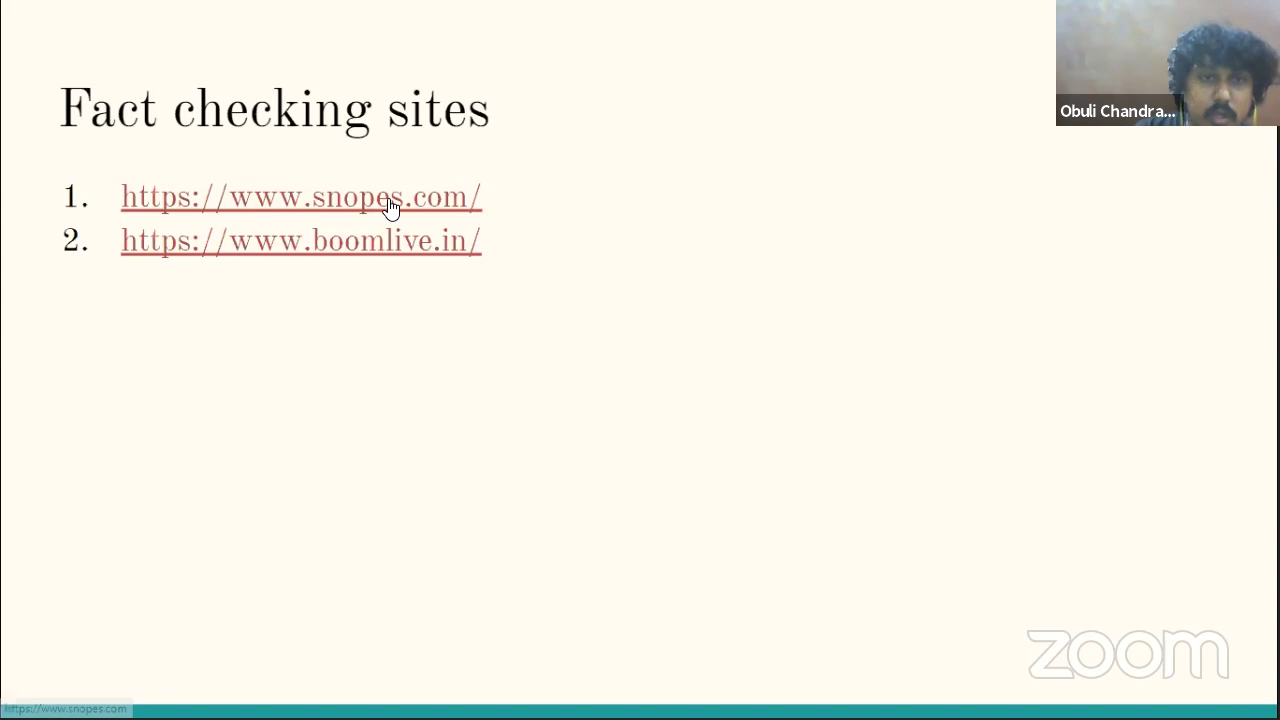 Obuli Chandra...
Fact checking sites
1. https://www.snopes.com/
2. https://www.boomlive.in/
zoom
https://www.snopes.com